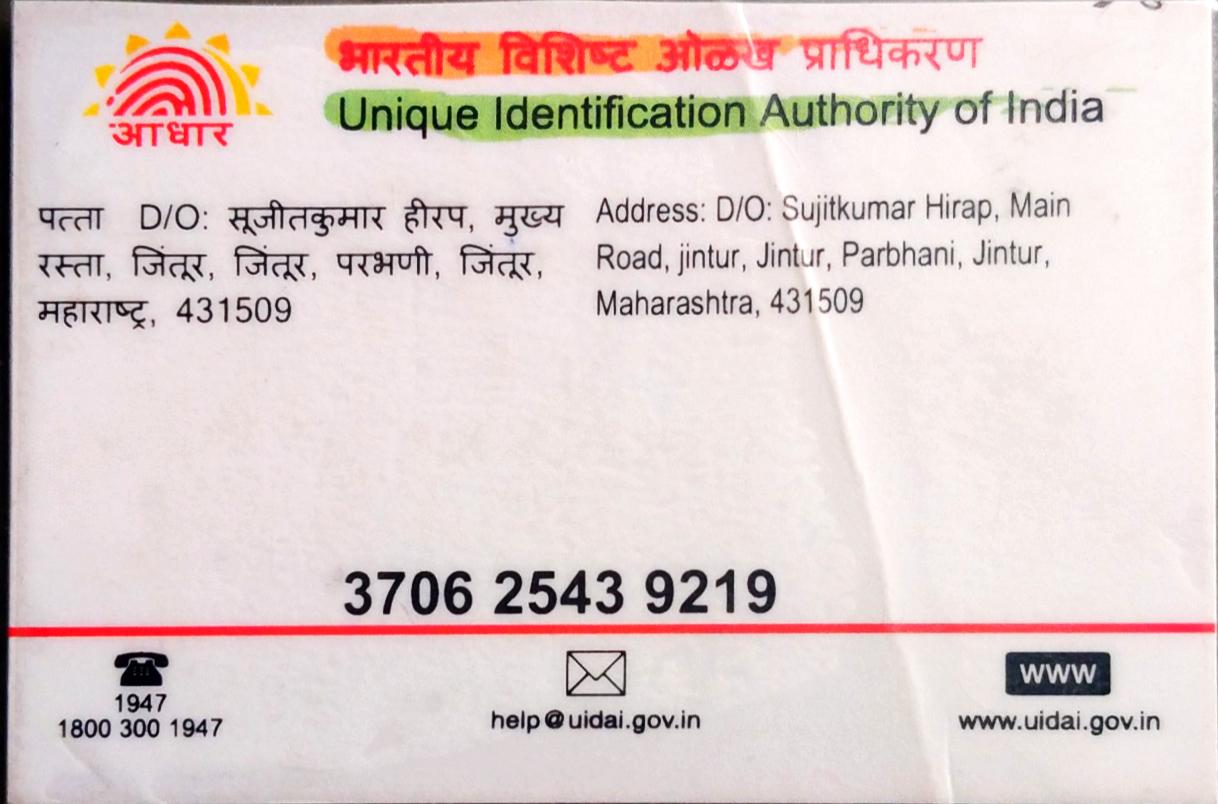 भारतीय विशिष्ट ओळख प्राधिकरण
Unique Identification Authority of India
आधार
पत्ता D/O: सूजीतकुमार हीरप, मुख्य
रस्ता, जिंतूर, जिंतूर, परभणी, जिंतूर,
महाराष्ट्र, 431509
Address: D/O: Sujitkumar Hirap, Main
Road, jintur, Jintur, Parbhani, Jintur,
Maharashtra, 431509
3706 2543 9219
1947
1800 300 1947
help@uidai.gov.in
www
www.uidai.gov.in